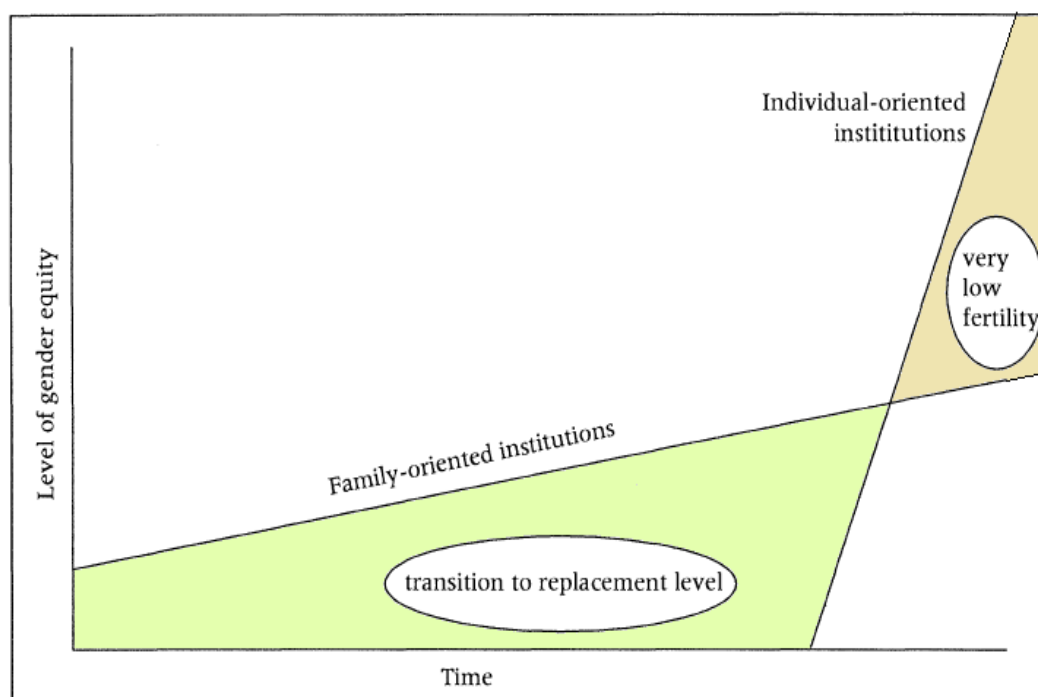 Individual-oriented
instititutions
very
low
fertility
Level of gender equity
Family-oriented institutions
transition to replacement level
Time